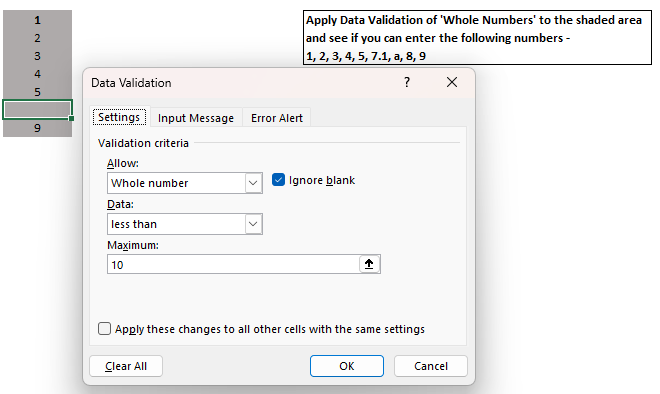 1
2
3
4
5
9
Apply Data Validation of 'Whole Numbers' to the shaded area
and see if you can enter the following numbers -
1, 2, 3, 4, 5, 7.1, a, 8, 9
Data Validation
?
Settings Input Message Error Alert
Validation criteria
Allow:
Whole number Ignore blank
Data:
less than
Maximum:
10
Apply these changes to all other cells with the same settings
Clear All OK Cancel